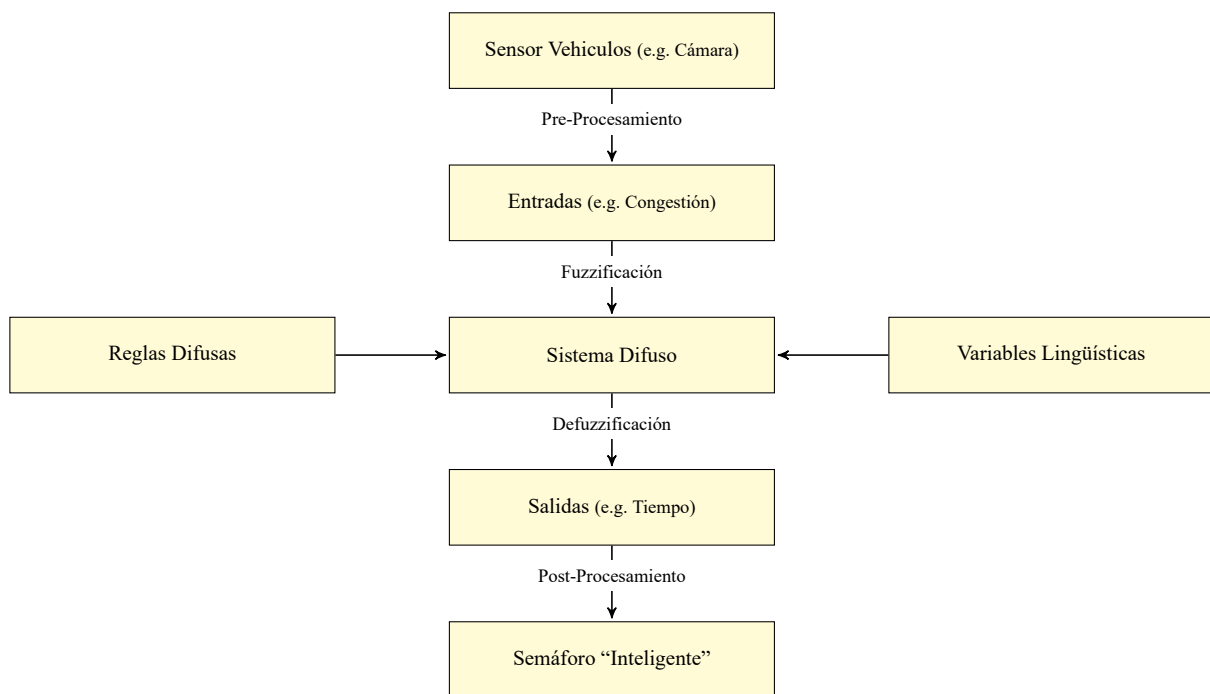 Sensor Vehiculos (e.g. Cámara)
Pre-Procesamiento
Entradas (e.g. Congestión)
Fuzzificación
Reglas Difusas
Sistema Difuso
Variables Lingüísticas
Defuzzificación
Salidas (e.g. Tiempo)
Post-Procesamiento
Semáforo “Inteligente”